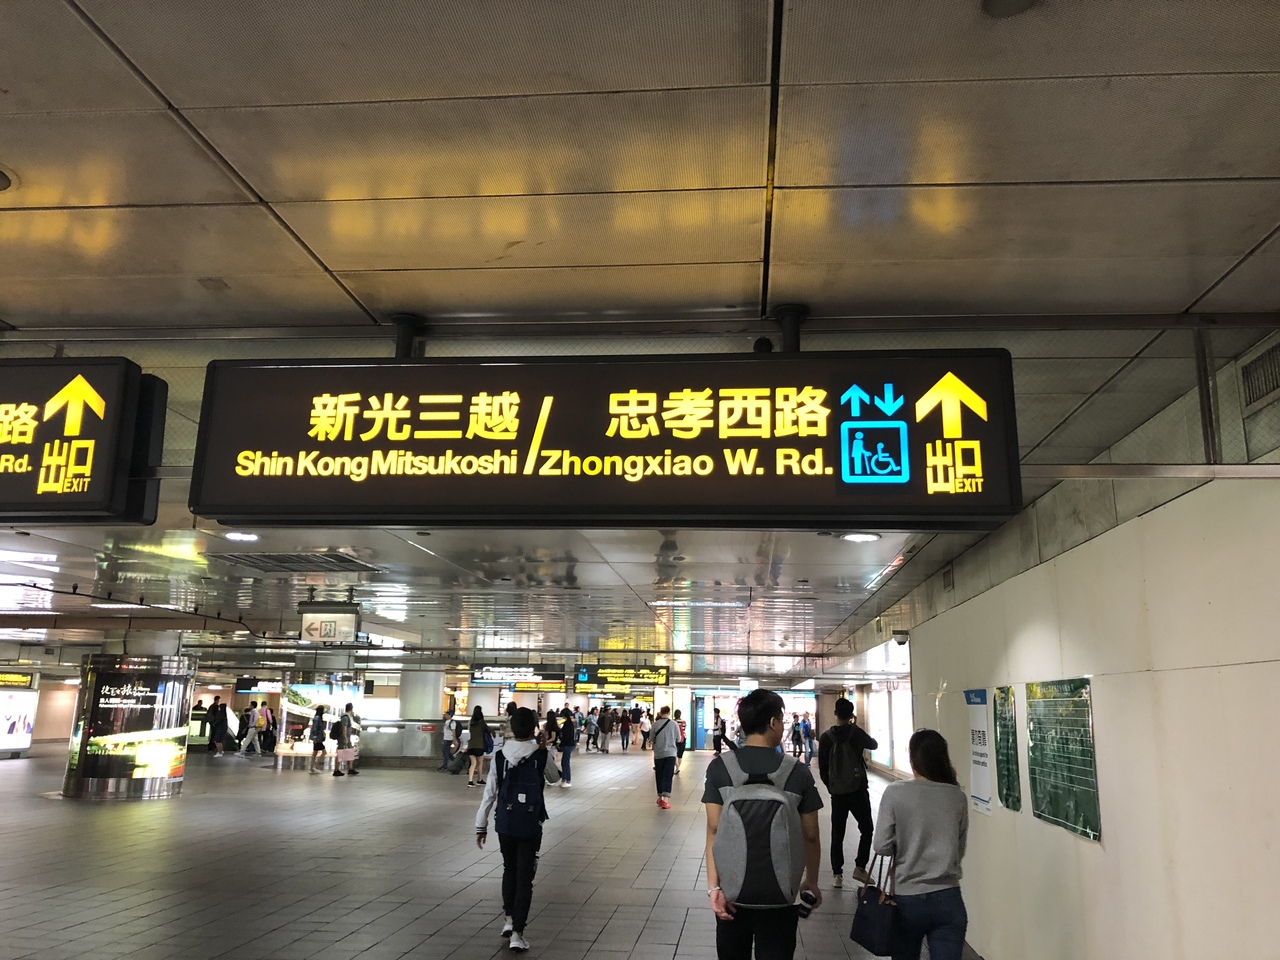 路
Rd.
出口
EXIT
新光三越 / 忠孝西路
Shin Kong Mitsukoshi / Zhongxiao W. Rd.
出口
EXIT